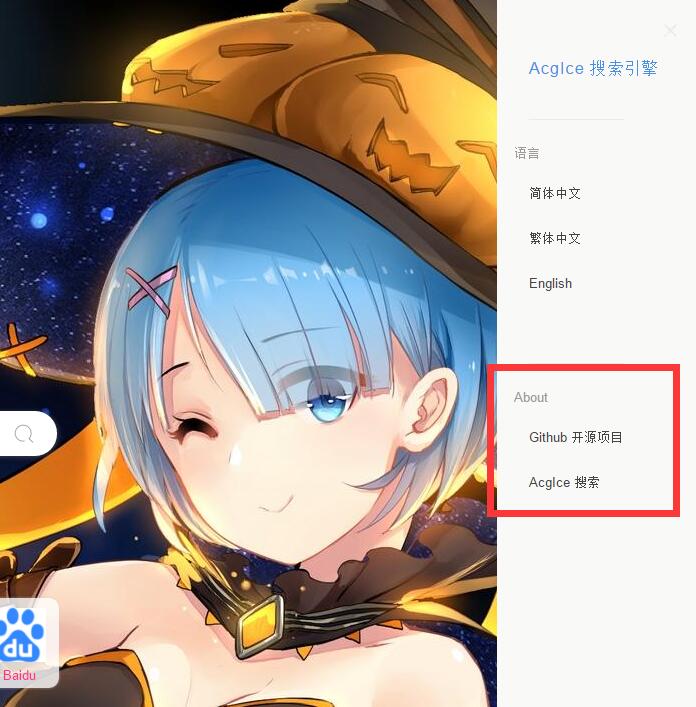 AcgIce 搜索引擎
语言
简体中文
繁体中文
English
About
Github 开源项目
AcgIce 搜索
du
Baidu